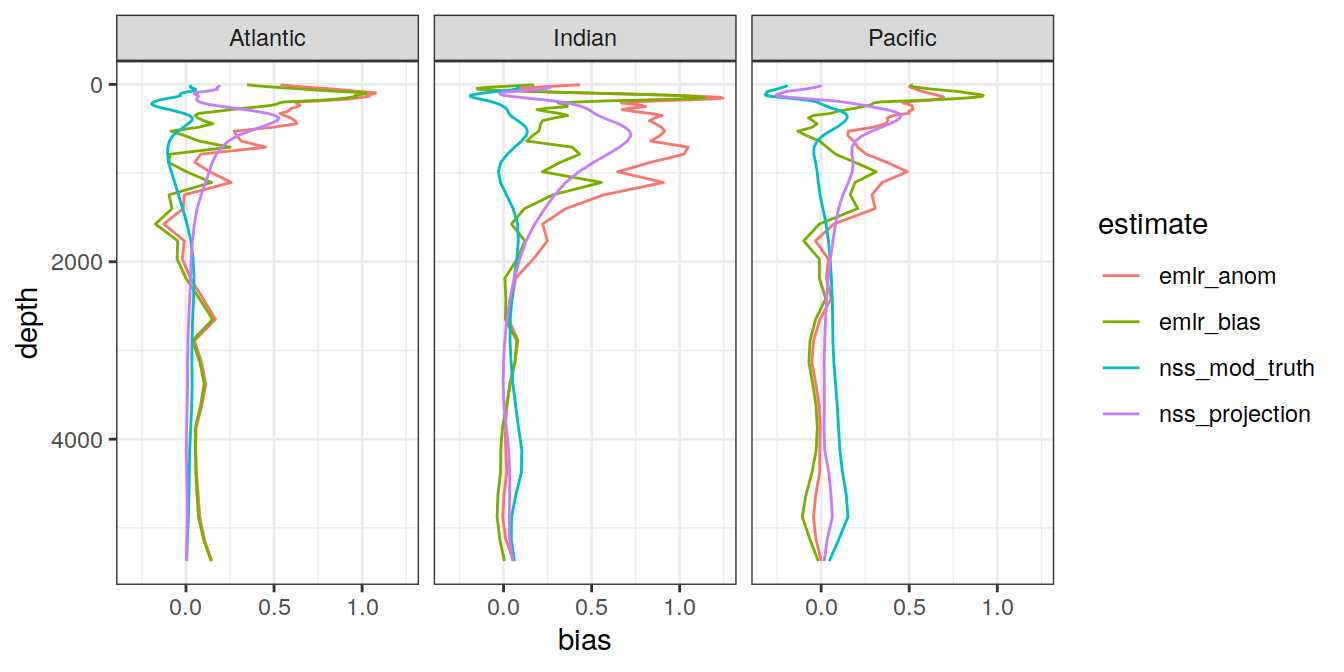 Atlantic
Indian
Pacific
0
2000
4000
depth
0.0
0.5
1.0
0.0
0.5
1.0
0.0
0.5
1.0
bias
estimate
emlr_anom
emlr_bias
nss_mod_truth
nss_projection